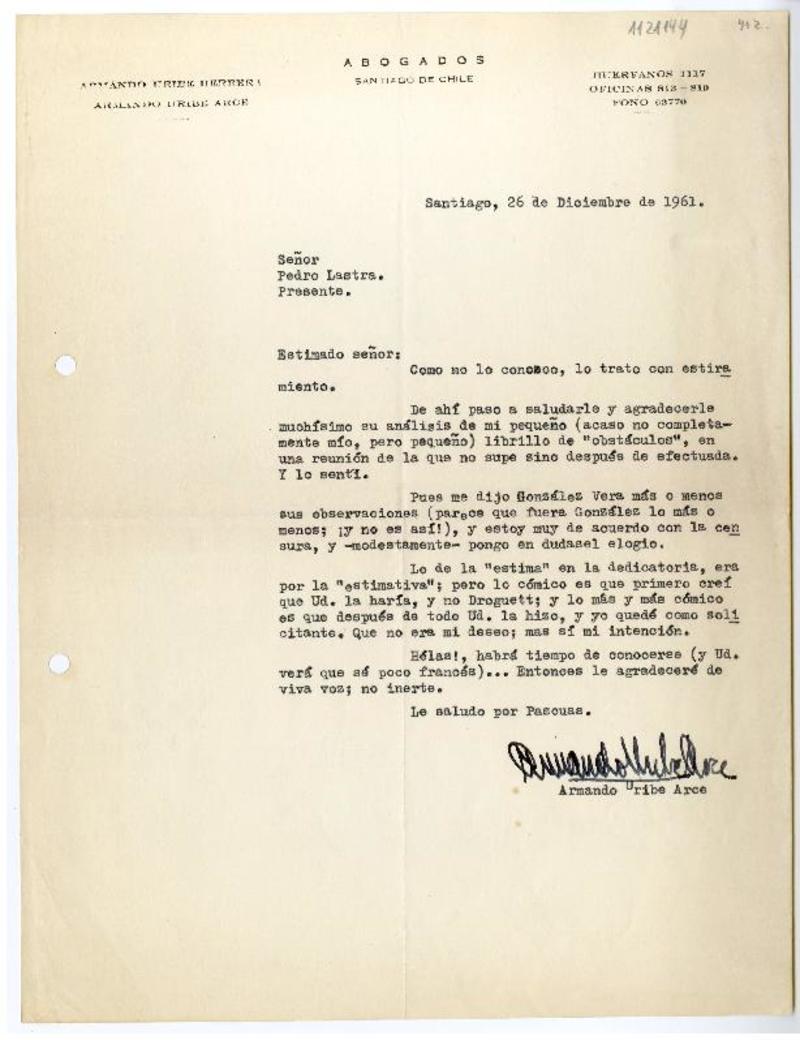 1121144
912.
ABOGADOS
SANTIAGO DE CHILE
ARMANDO URIBE HERRERA
ARMANDO URIBE ARCE
HUERFANOS 1117
OFICINAS 818 - 819
FONO 63770
Santiago, 26 de Diciembre de 1961.
Señor
Pedro Lastra.
Presente.
Estimado señor:
Como no lo conozco, lo trato con estira
miento.
De ahí paso a saludarle y agradecerle
muchísimo su análisis de mi pequeño (acaso no completa-
mente mío, pero pequeño) librillo de "obstáculos", en
una reunión de la que no supe sino después de efectuada.
Y lo sentí.
Pues me dijo González Vera más o menos
sus observaciones (parece que fuera González lo más o
menos; ¡y no es así!), y estoy muy de acuerdo con la cen
sura, y -modestamente- pongo en dudasel elogio.
Lo de la "estima" en la dedicatoria, era
por la "estimativa"; pero lo cómico es que primero creí
que Ud. la haría, y no Droguett; y lo más y más cómico
es que después de todo Ud. la hizo, y yo quedé como soli
citante. Que no era mi deseo; mas sí mi intención.
Hélas!, habrá tiempo de conocerse (y Ud.
verá que sé poco francés)... Entonces le agradeceré de
viva voz; no inerte.
Le saludo por Pascuas.
Armando Uribe Arce
Armando Uribe Arce